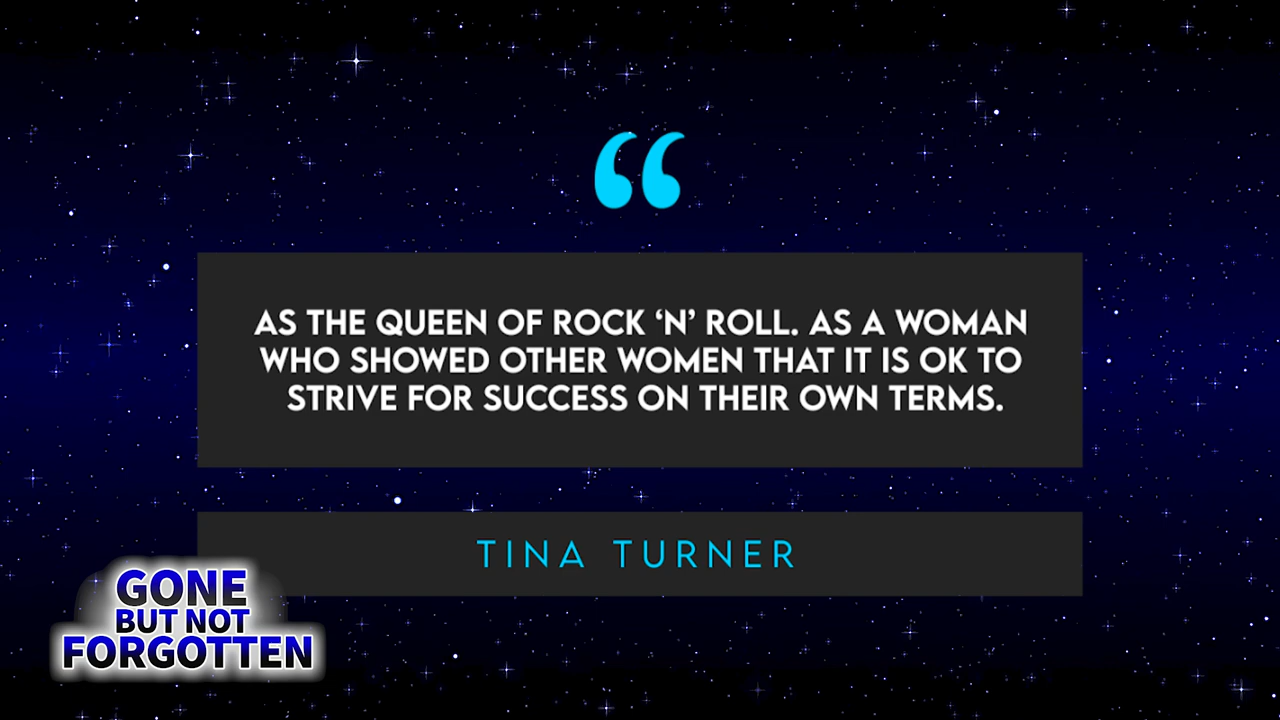 “
AS THE QUEEN OF ROCK ‘N’ ROLL. AS A WOMAN
WHO SHOWED OTHER WOMEN THAT IT IS OK TO
STRIVE FOR SUCCESS ON THEIR OWN TERMS.
TINA TURNER
GONE
BUT NOT
FORGOTTEN